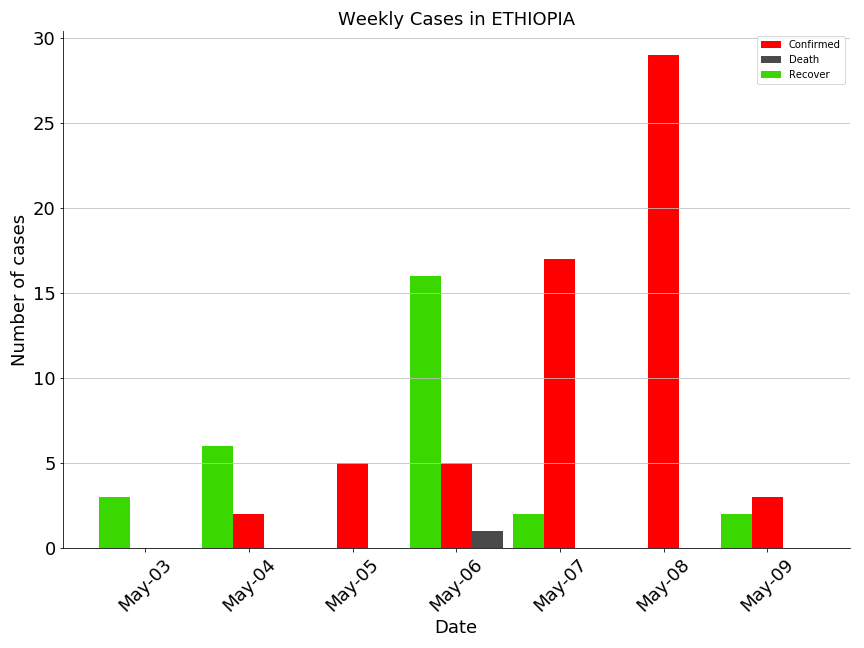 Weekly Cases in ETHIOPIA
Confirmed
Death
Recover
Number of cases
30
25
20
15
10
5
0
May-03
May-04
May-05
May-06
May-07
May-08
May-09
Date